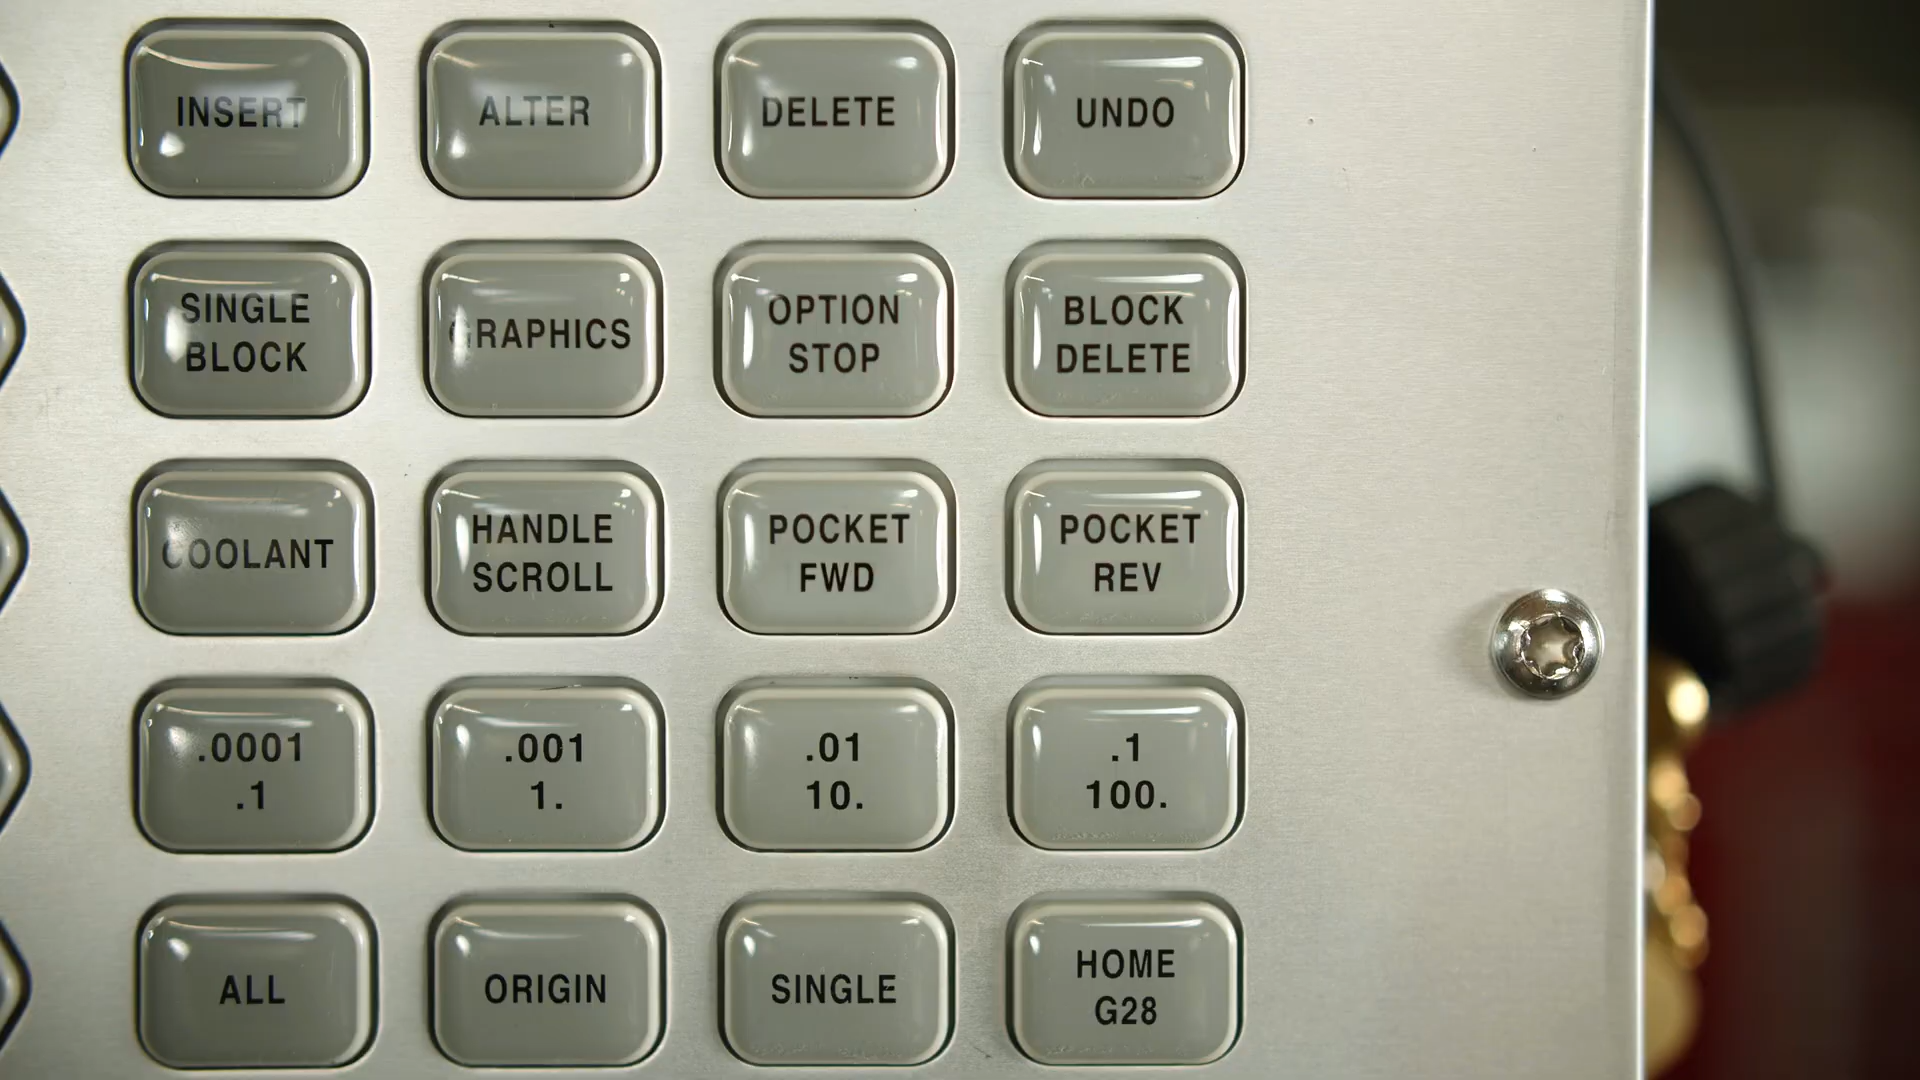 INSERT ALTER DELETE UNDO
SINGLE BLOCK GRAPHICS OPTION STOP BLOCK DELETE
COOLANT HANDLE SCROLL POCKET FWD POCKET REV
.0001 .1 .001 1. .01 10. .1 100.
ALL ORIGIN SINGLE HOME G28